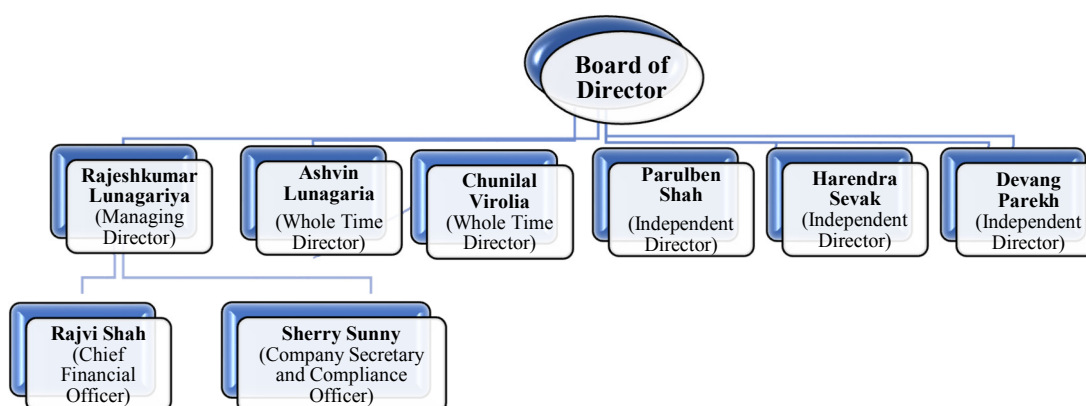 Board of
Director
Rajeshkumar
Lunagariya
(Managing
Director)
Ashvin
Lunagaria
(Whole Time
Director)
Chunilal
Virolia
(Whole Time
Director)
Parulben
Shah
(Independent
Director)
Harendra
Sevak
(Independent
Director)
Devang
Parekh
(Independent
Director)
Rajvi Shah
(Chief
Financial
Officer)
Sherry Sunny
(Company Secretary
and Compliance
Officer)